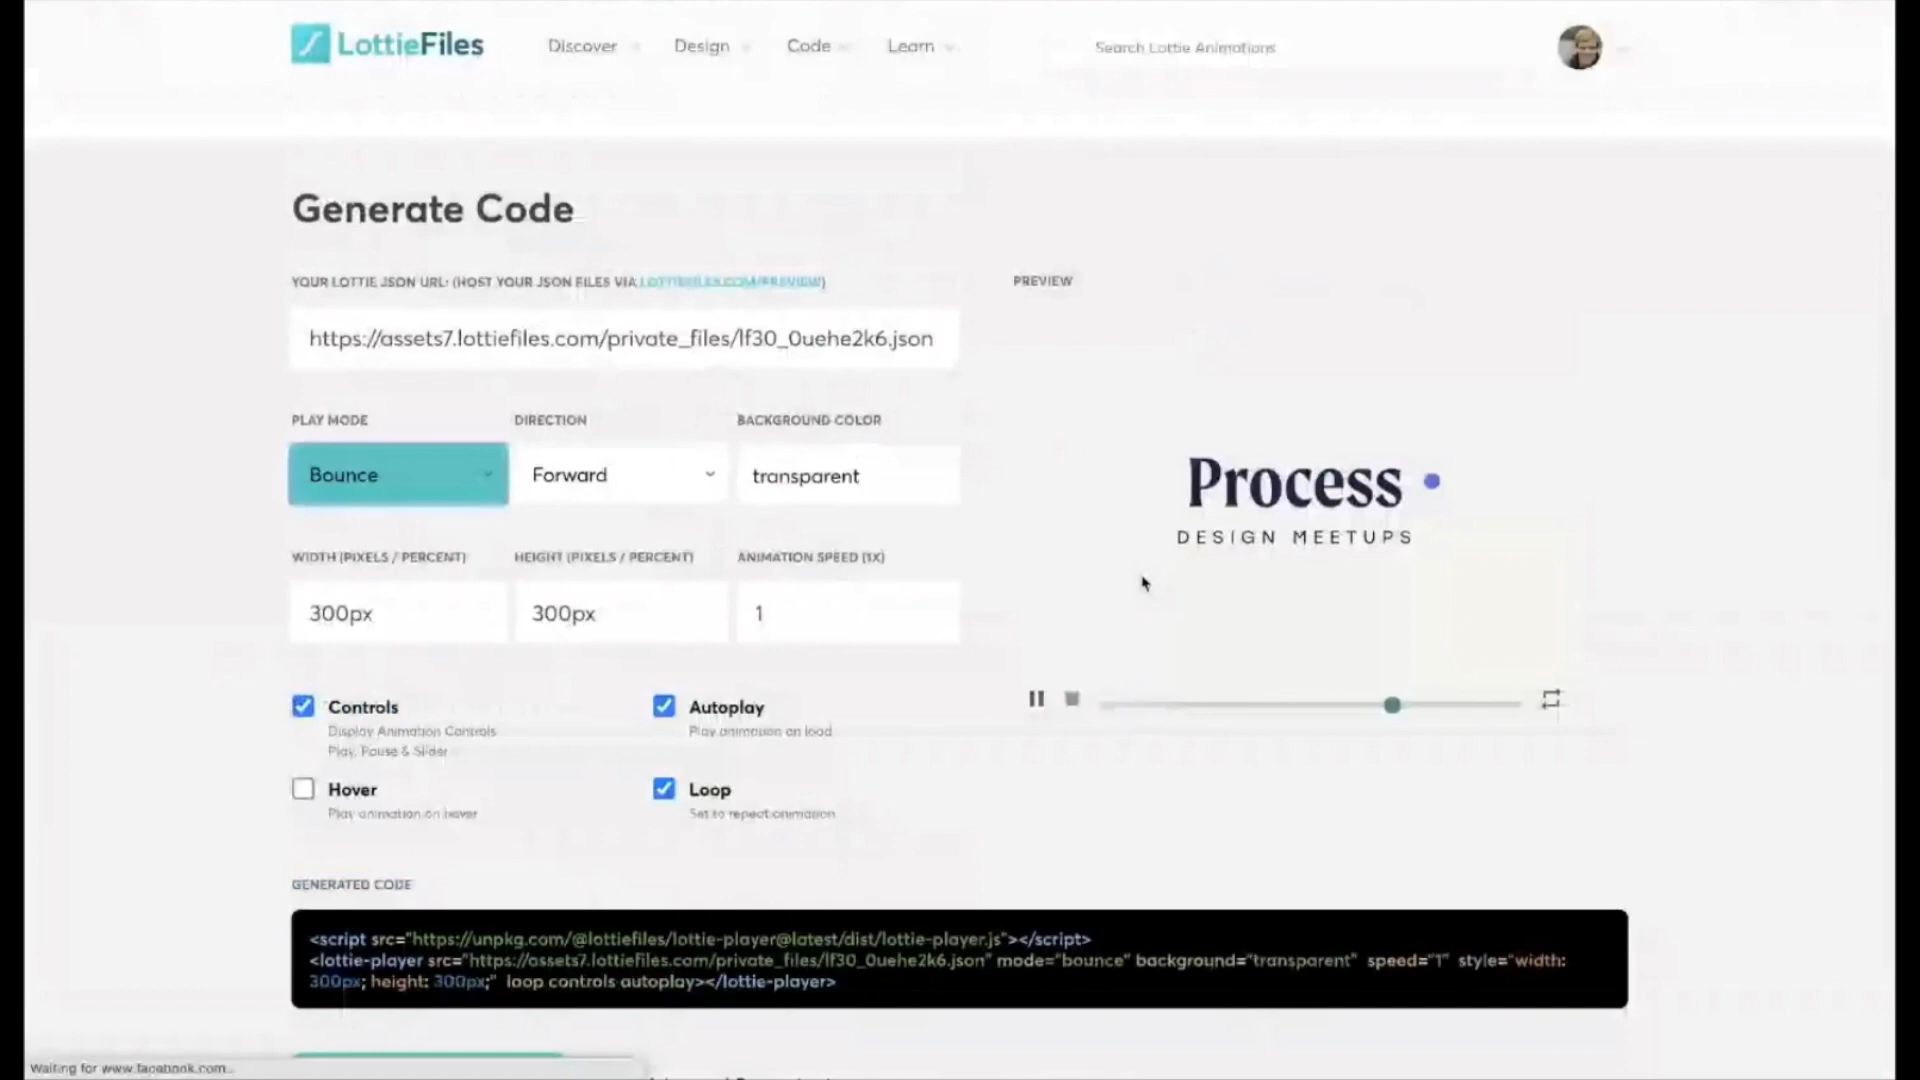 LottieFiles
Discover
Design
Code
Learn
Search Lottie Animations
Generate Code
YOUR LOTTIE JSON URL: (HOST YOUR JSON FILES VIA LOTTIEFILES.COM/PREVIEW)
PREVIEW
https://assets7.lottiefiles.com/private_files/lf30_0uehe2k6.json
PLAY MODE
DIRECTION
BACKGROUND COLOR
Bounce
Forward
transparent
Process
DESIGN MEETUPS
WIDTH (PIXELS / PERCENT)
HEIGHT (PIXELS / PERCENT)
ANIMATION SPEED (1X)
300px
300px
1
Controls
Display Animation Controls
Play, Pause & Slider
Autoplay
Play animation on load
Hover
Play animation on hover
Loop
Set to repeat animation
GENERATED CODE
<script src="https://unpkg.com/@lottiefiles/lottie-player@latest/dist/lottie-player.js"></script>
<lottie-player src="https://assets7.lottiefiles.com/private_files/lf30_0uehe2k6.json" mode="bounce" background="transparent" speed="1" style="width:
300px; height: 300px;" loop controls autoplay></lottie-player>
Waiting for www.facebook.com...